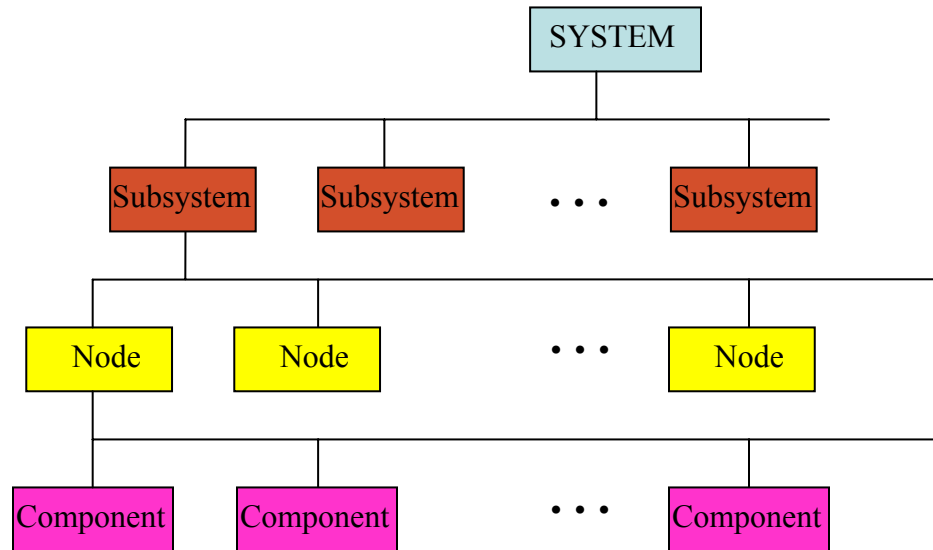 SYSTEM
Subsystem Subsystem . . . Subsystem
Node Node . . . Node
Component Component . . . Component